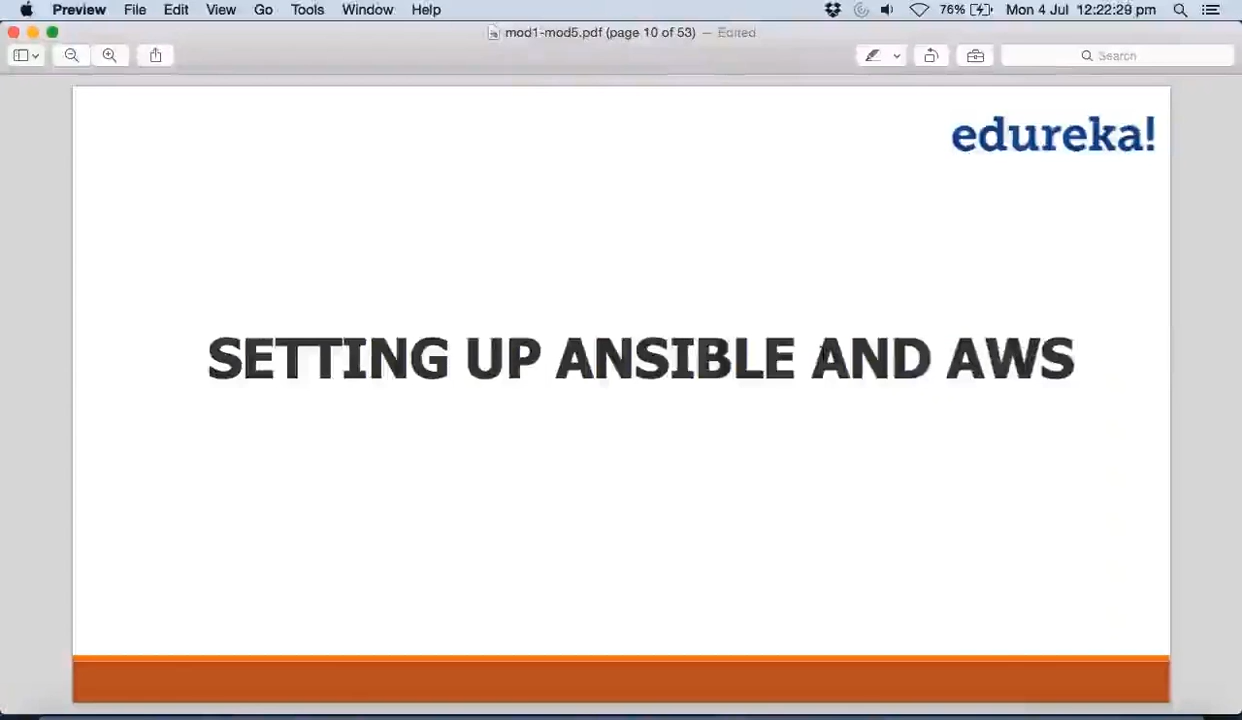 Preview File Edit View Go Tools Window Help 76% Mon 4 Jul 12:22:29 pm
mod1-mod5.pdf (page 10 of 53) — Edited
Search
edureka!
SETTING UP ANSIBLE AND AWS